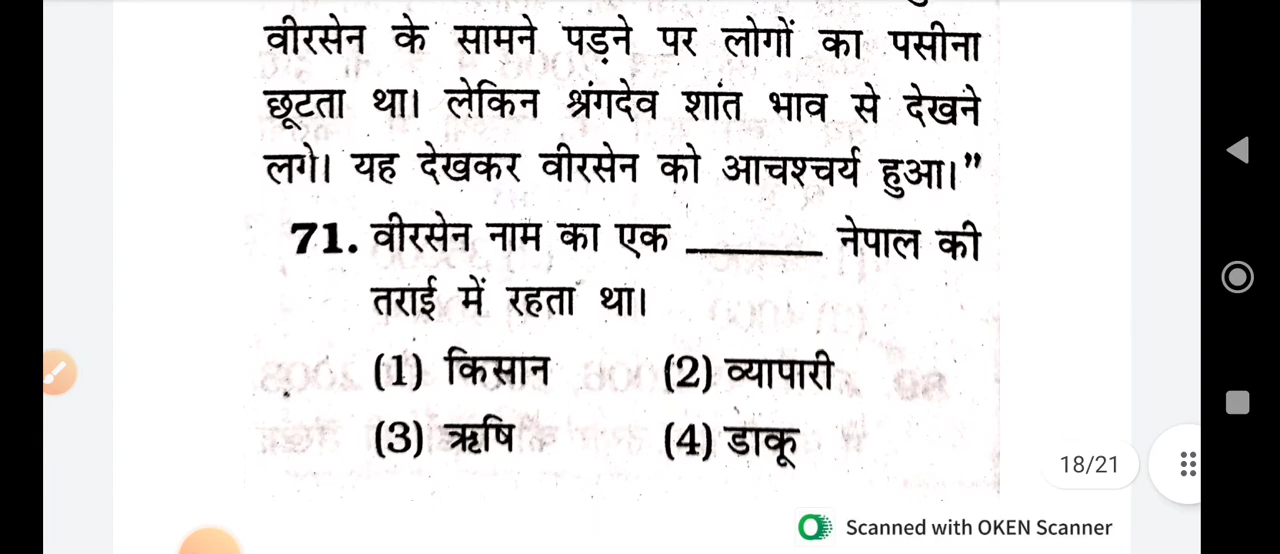 वीरसेन के सामने पड़ने पर लोगों का पसीना
छूटता था। लेकिन श्रंगदेव शांत भाव से देखने
लगे। यह देखकर वीरसेन को आचश्चर्य हुआ।”
71. वीरसेन नाम का एक ______ नेपाल की
तराई में रहता था।
(1) किसान (2) व्यापारी
(3) ऋषि (4) डाकू
18/21
Scanned with OKEN Scanner